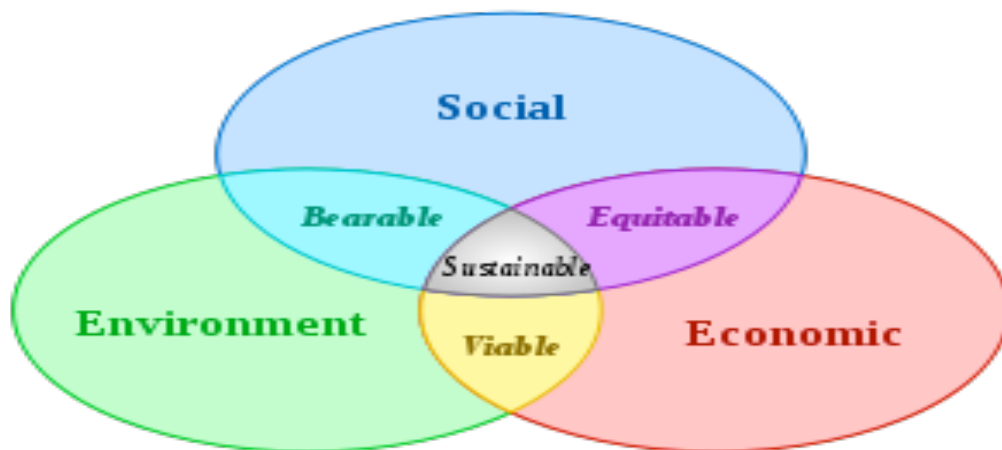 Social
Bearable
Equitable
Sustainable
Environment
Viable
Economic